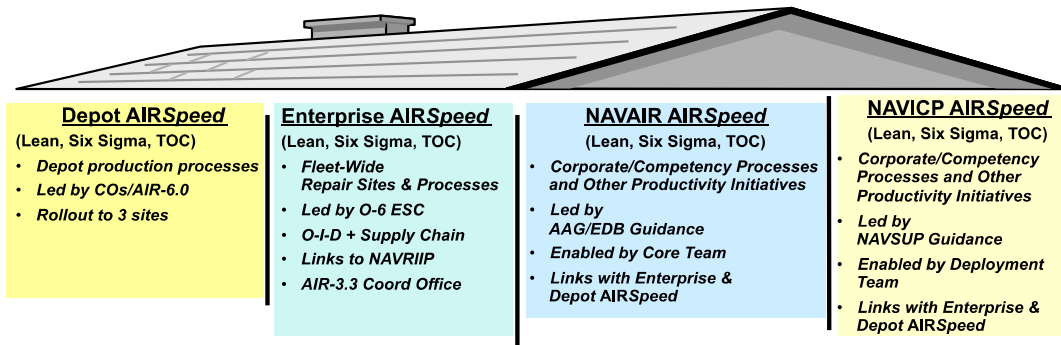 Depot AIRSpeed
(Lean, Six Sigma, TOC)
• Depot production processes
• Led by COs/AIR-6.0
• Rollout to 3 sites
Enterprise AIRSpeed
(Lean, Six Sigma, TOC)
• Fleet-Wide
Repair Sites & Processes
• Led by O-6 ESC
• O-I-D + Supply Chain
• Links to NAVRIIP
• AIR-3.3 Coord Office
NAVAIR AIRSpeed
(Lean, Six Sigma, TOC)
• Corporate/Competency Processes
and Other Productivity Initiatives
• Led by
AAG/EDB Guidance
• Enabled by Core Team
• Links with Enterprise &
Depot AIRSpeed
NAVICP AIRSpeed
(Lean, Six Sigma, TOC)
• Corporate/Competency
Processes and Other
Productivity Initiatives
• Led by
NAVSUP Guidance
• Enabled by Deployment
Team
• Links with Enterprise &
Depot AIRSpeed